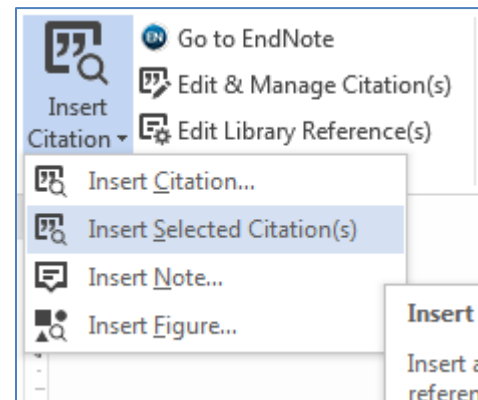 Go to EndNote
Edit & Manage Citation(s)
Edit Library Reference(s)
Insert
Citation
Insert Citation...
Insert Selected Citation(s)
Insert Note...
Insert Figure...
Insert
Insert